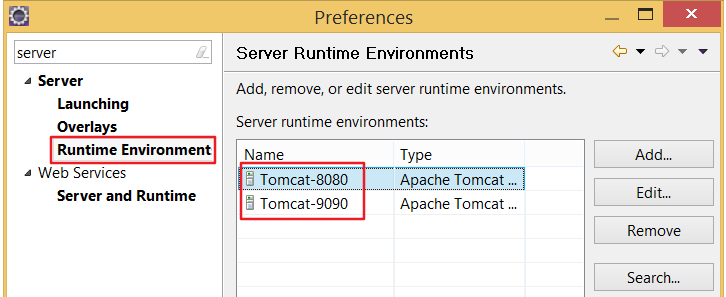 Preferences
server
Server
Launching
Overlays
Runtime Environment
Web Services
Server and Runtime
Server Runtime Environments
Add, remove, or edit server runtime environments.
Server runtime environments:
Name Type
Tomcat-8080 Apache Tomcat ...
Tomcat-9090 Apache Tomcat ...
Add...
Edit...
Remove
Search...